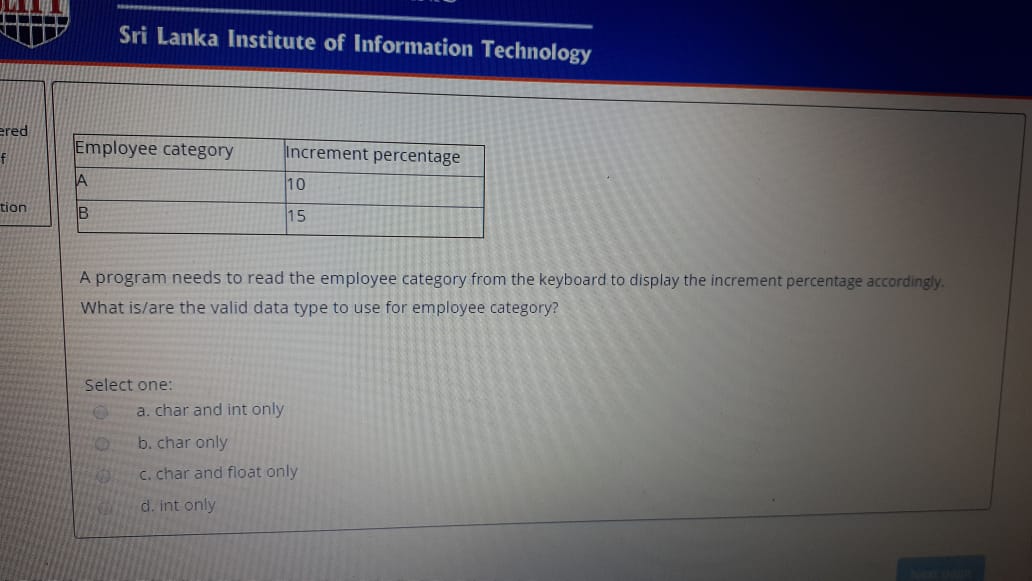 Sri Lanka Institute of Information Technology
ered
f
tion
Employee category Increment percentage
A 10
B 15
A program needs to read the employee category from the keyboard to display the increment percentage accordingly.
What is/are the valid data type to use for employee category?
Select one:
a. char and int only
b. char only
c. char and float only
d. int only